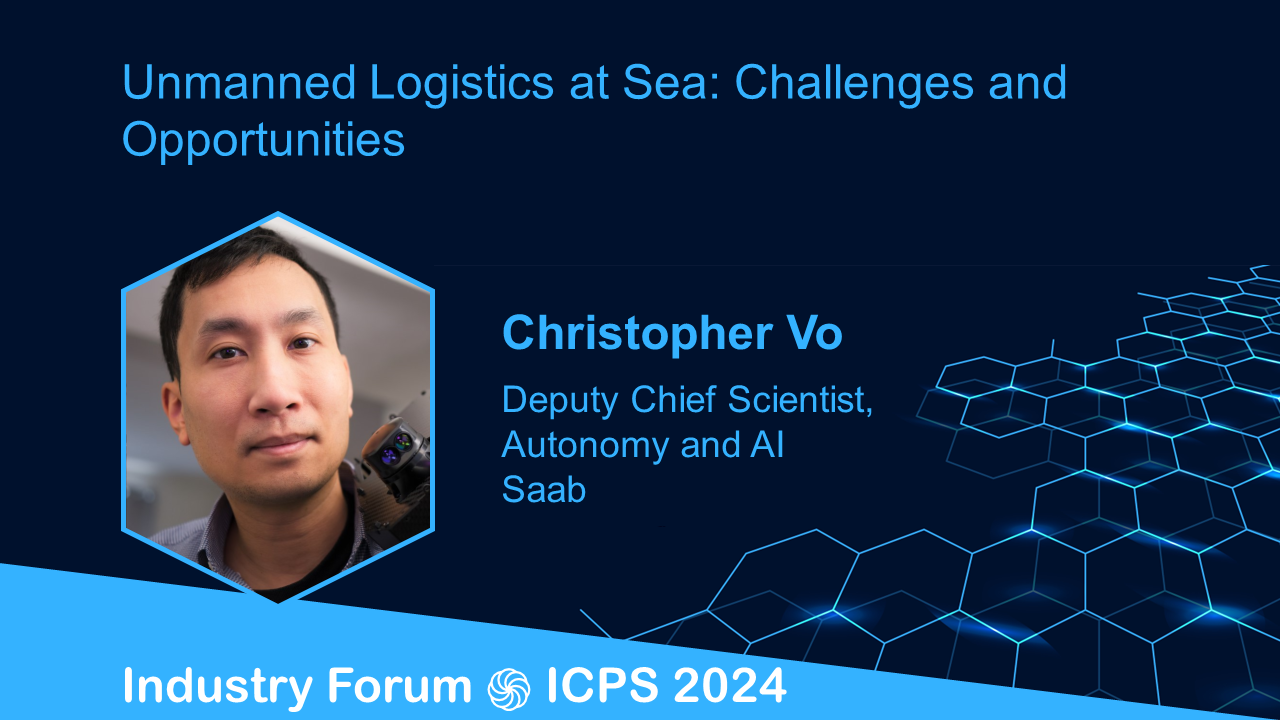 Unmanned Logistics at Sea: Challenges and
Opportunities
Christopher Vo
Deputy Chief Scientist,
Autonomy and AI
Saab
Industry Forum ICPS 2024